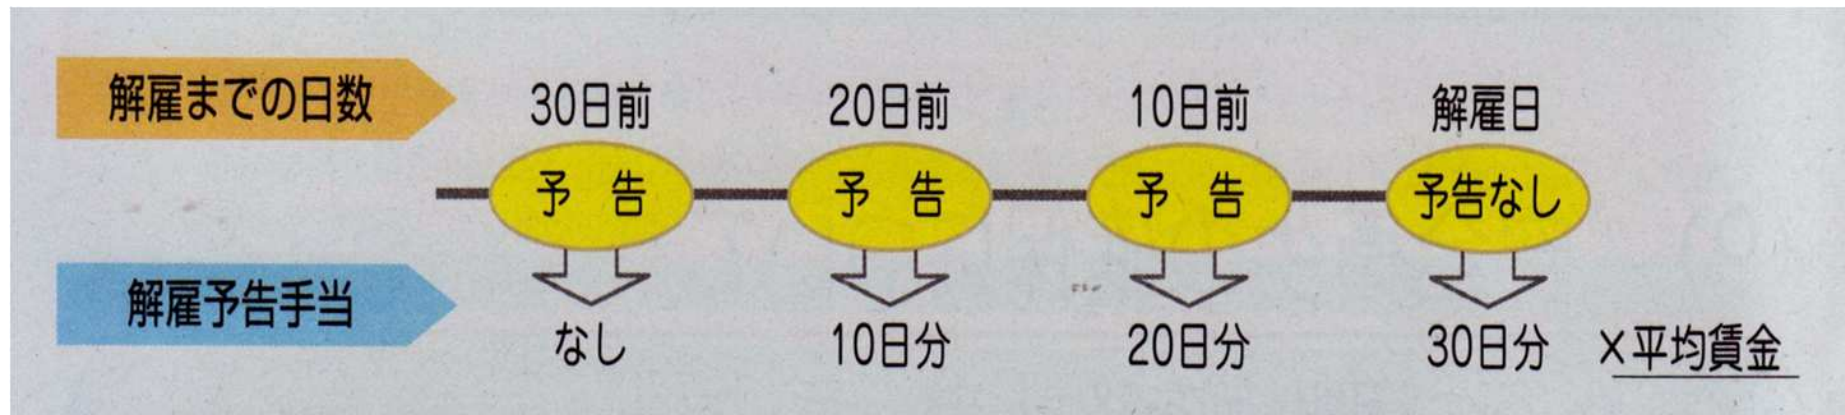 解雇までの日数
30日前 20日前 10日前 解雇日
予告 予告 予告 予告なし
解雇予告手当
なし 10日分 20日分 30日分 ×平均賃金